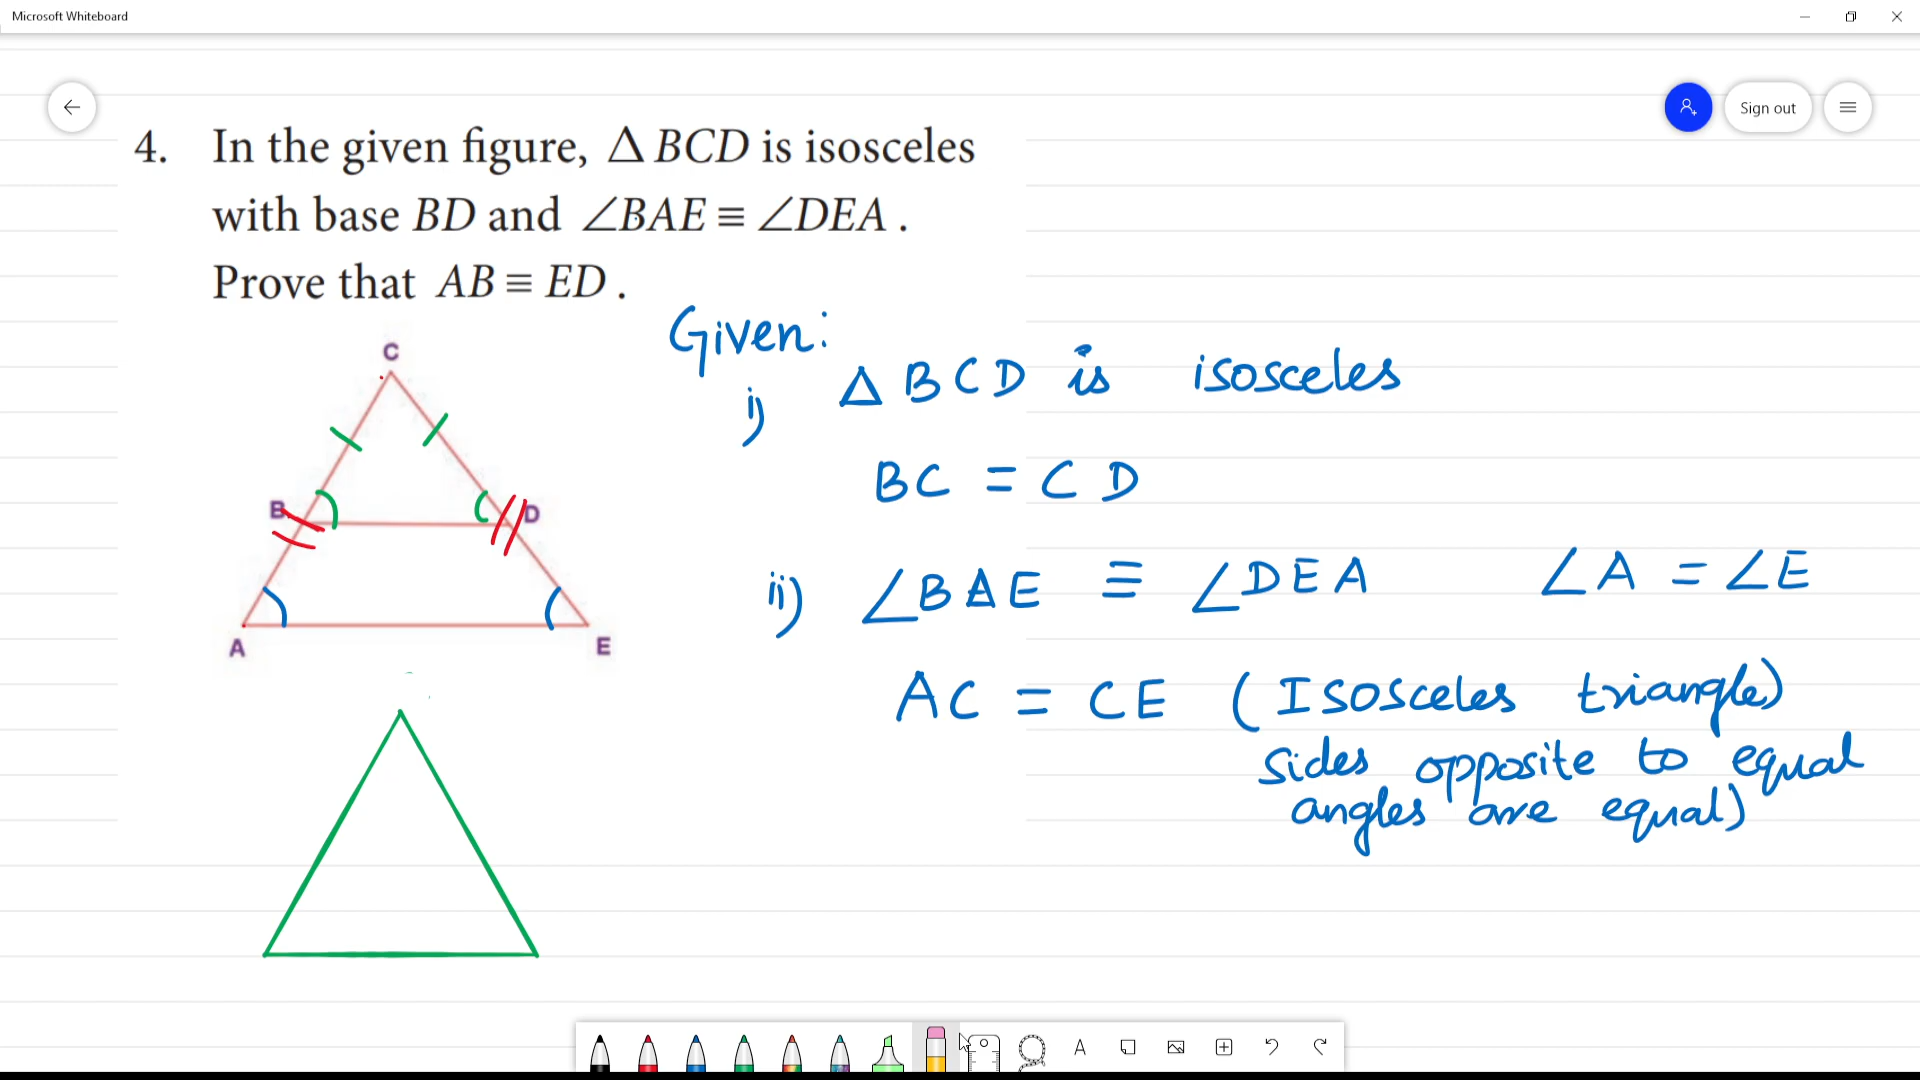 Microsoft Whiteboard
Sign out
4. In the given figure, △ BCD is isosceles
with base BD and ∠BAE ≡ ∠DEA .
Prove that AB ≡ ED .
Given:
i) △ BCD is isosceles
BC = CD
ii) ∠BAE ≡ ∠DEA ∠A = ∠E
AC = CE (Isosceles triangle)
sides opposite to equal
angles are equal)
C
B
D
A
E
A